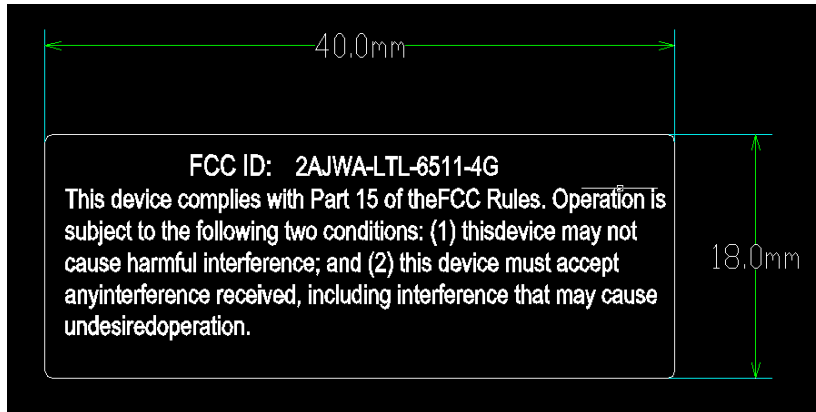 40.0mm
FCC ID: 2AJWA-LTL-6511-4G
This device complies with Part 15 of theFCC Rules. Operation is
subject to the following two conditions: (1) thisdevice may not
cause harmful interference; and (2) this device must accept
anyinterference received, including interference that may cause
undesiredoperation.
18.0mm